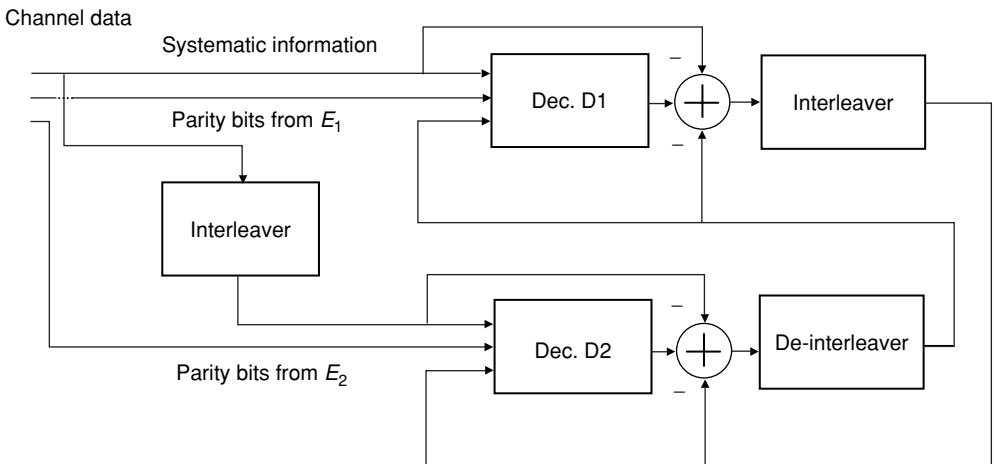 Channel data
Systematic information
Dec. D1
Interleaver
Parity bits from E1
Interleaver
Dec. D2
De-interleaver
Parity bits from E2